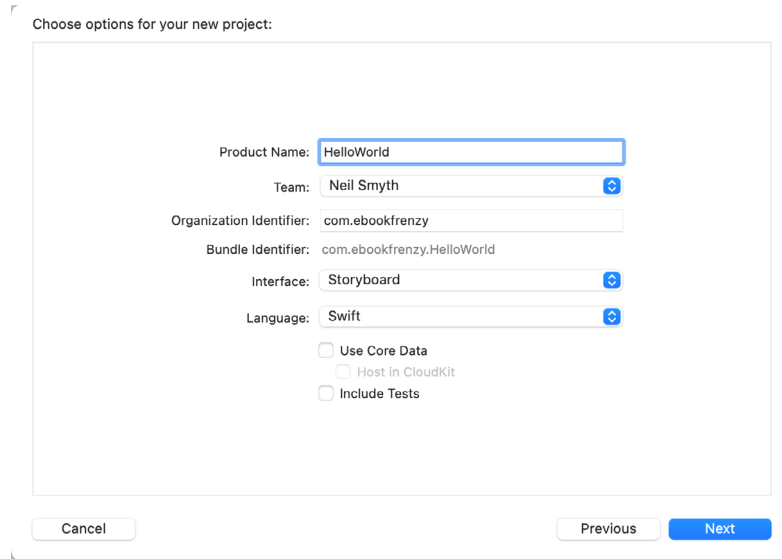 Choose options for your new project:
Product Name: HelloWorld
Team: Neil Smyth
Organization Identifier: com.ebookfrenzy
Bundle Identifier: com.ebookfrenzy.HelloWorld
Interface: Storyboard
Language: Swift
Use Core Data
Host in CloudKit
Include Tests
Cancel Previous Next